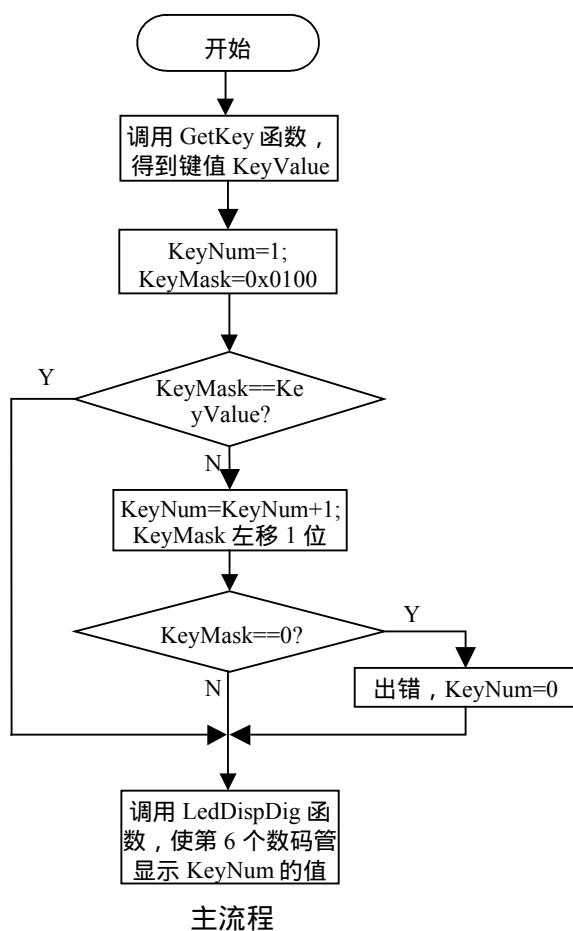 开始
调用 GetKey 函数，
得到键值 KeyValue
KeyNum=1;
KeyMask=0x0100
Y
KeyMask==Ke
yValue?
N
KeyNum=KeyNum+1;
KeyMask 左移 1 位
Y
KeyMask==0?
N
出错，KeyNum=0
调用 LedDispDig 函
数，使第 6 个数码管
显示 KeyNum 的值
主流程